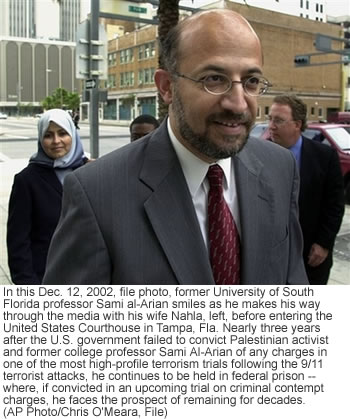 In this Dec. 12, 2002, file photo, former University of South
Florida professor Sami al-Arian smiles as he makes his way
through the media with his wife Nahla, left, before entering the
United States Courthouse in Tampa, Fla. Nearly three years
after the U.S. government failed to convict Palestinian activist
and former college professor Sami Al-Arian of any charges in
one of the most high-profile terrorism trials following the 9/11
terrorist attacks, he continues to be held in federal prison --
where, if convicted in an upcoming trial on criminal contempt
charges, he faces the prospect of remaining for decades.
(AP Photo/Chris O'Meara, File)